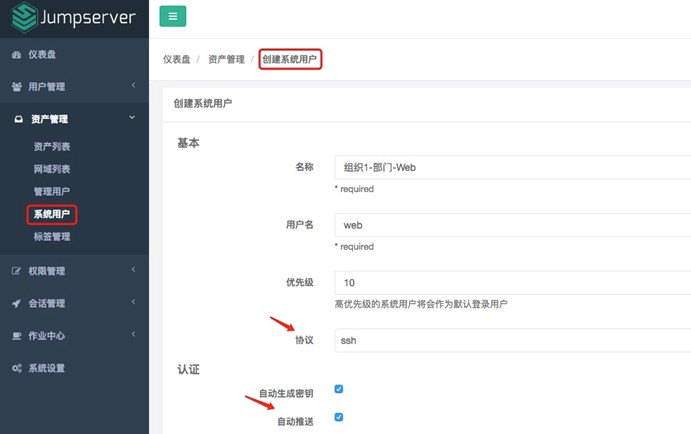 Jumpserver
仪表盘
用户管理
资产管理
资产列表
网域列表
管理用户
系统用户
标签管理
权限管理
会话管理
作业中心
系统设置
仪表盘 / 资产管理 / 创建系统用户
创建系统用户
基本
名称 组织1-部门-Web
* required
用户名 web
* required
优先级 10
高优先级的系统用户将会作为默认登录用户
协议 ssh
认证
自动生成密钥
自动推送